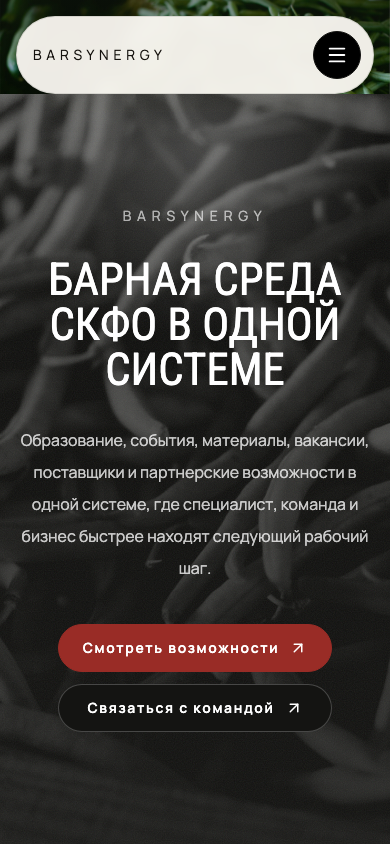 BARSYNERGY
BARSYNERGY
БАРНАЯ СРЕДА
СКФО В ОДНОЙ
СИСТЕМЕ
Образование, события, материалы, вакансии,
поставщики и партнерские возможности в
одной системе, где специалист, команда и
бизнес быстрее находят следующий рабочий
шаг.
Смотреть возможности
Связаться с командой